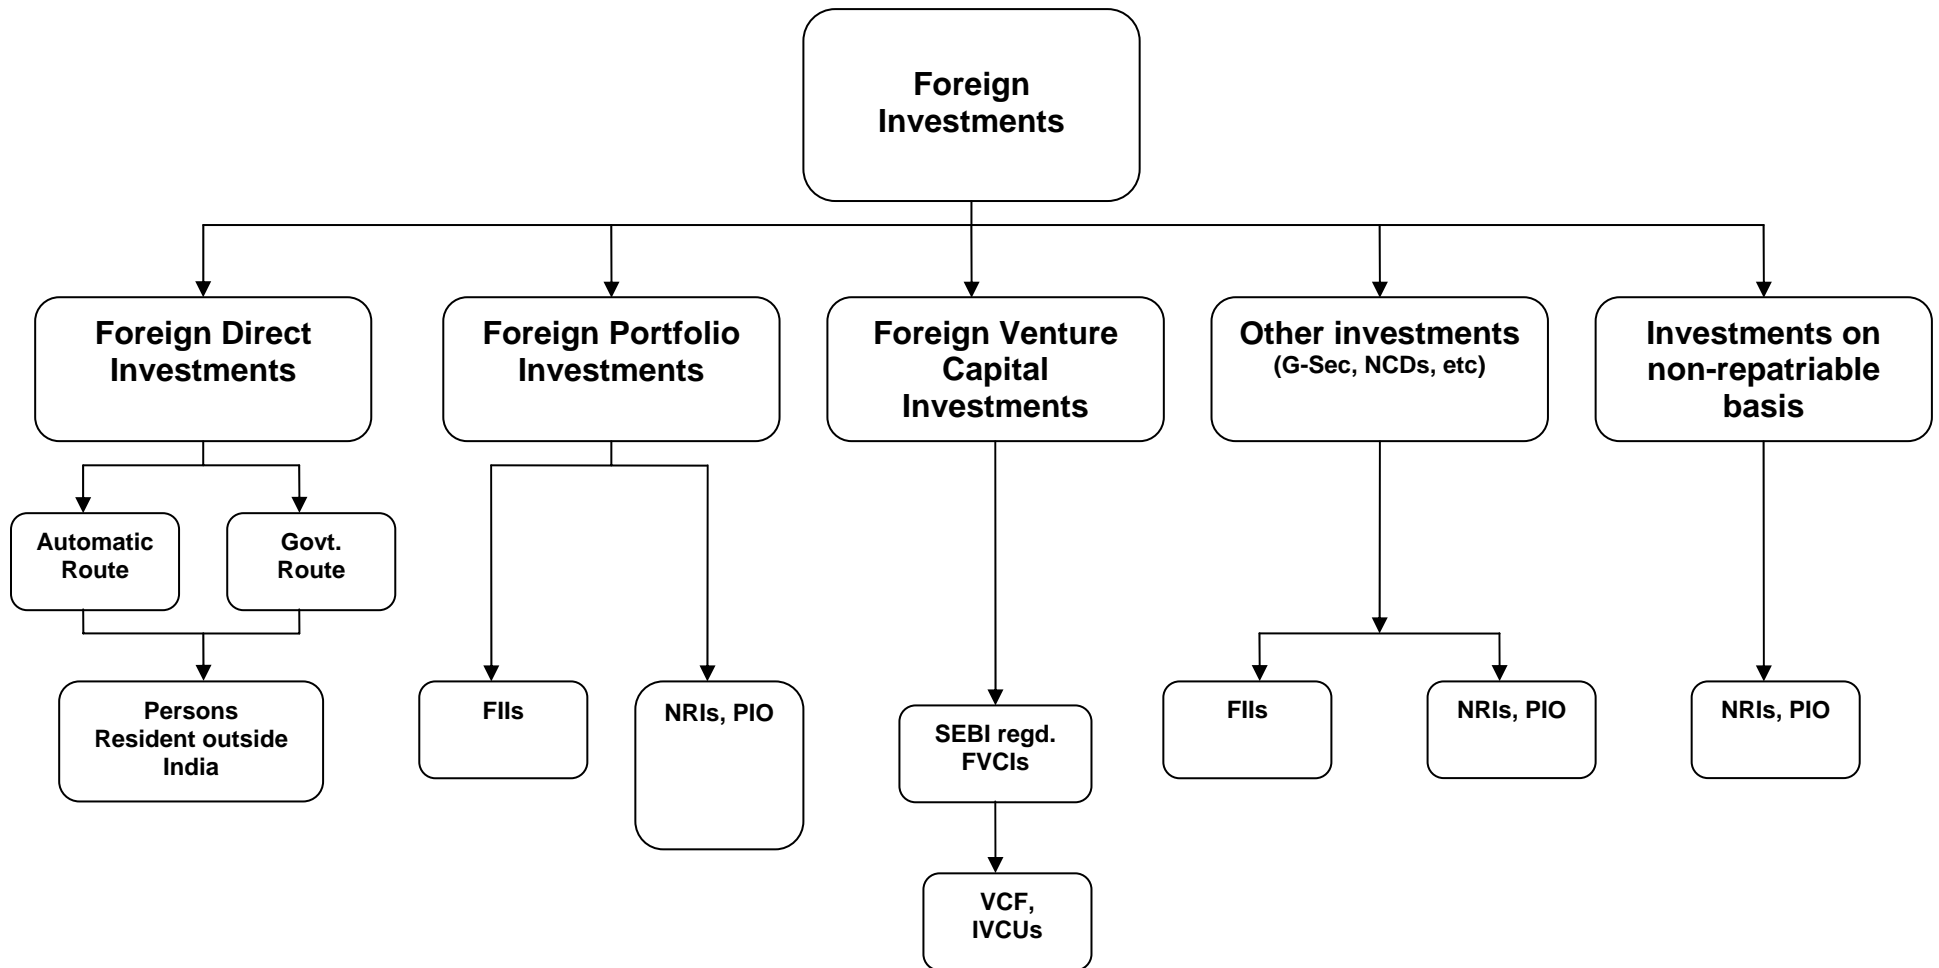 Foreign
Investments
Foreign Direct
Investments
Foreign Portfolio
Investments
Foreign Venture
Capital
Investments
Other investments
(G-Sec, NCDs, etc)
Investments on
non-repatriable
basis
Automatic
Route
Govt.
Route
Persons
Resident outside
India
FIIs
NRIs, PIO
SEBI regd.
FVCIs
VCF,
IVCUs
FIIs
NRIs, PIO
NRIs, PIO